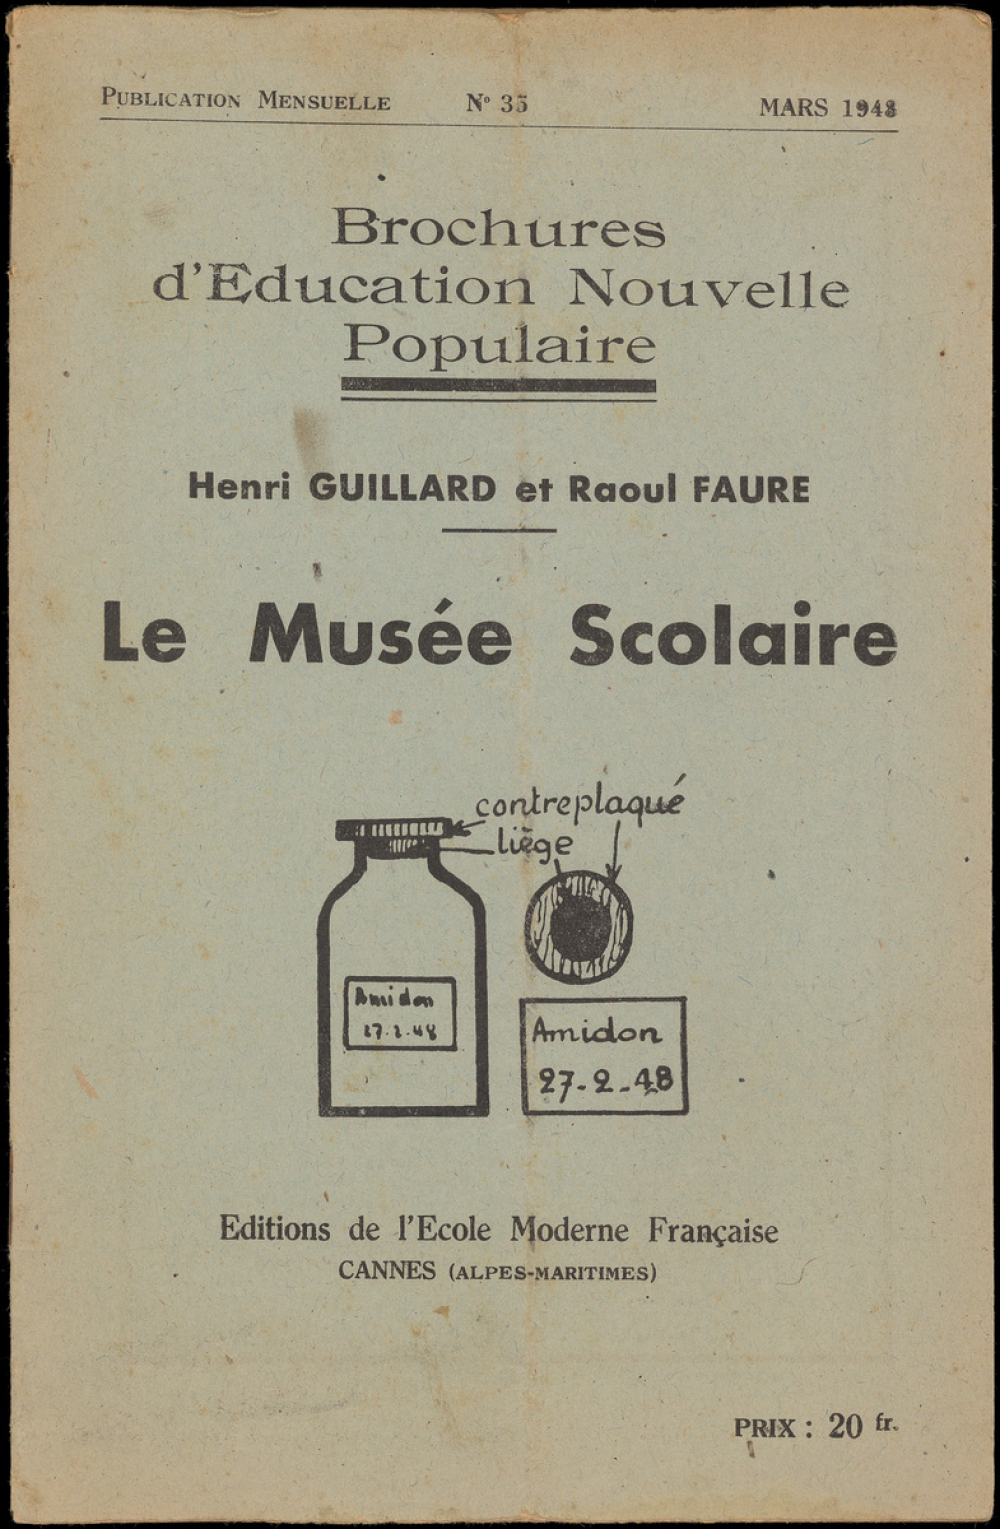 PUBLICATION MENSUELLE N° 35 MARS 1948
Brochures
d'Education Nouvelle
Populaire
Henri GUILLARD et Raoul FAURE
Le Musée Scolaire
contreplaqué
liège
Amidon
27.2.48
Amidon
27-2-48
Editions de l'Ecole Moderne Française
CANNES (ALPES-MARITIMES)
PRIX : 20 fr.